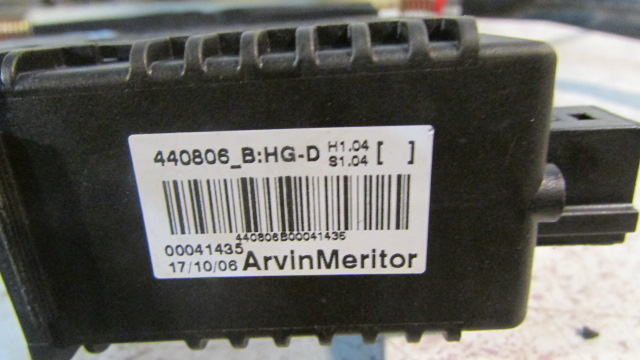 440806_B:HG-D H1.04 S1.04 [ ]
440806B00041435
00041435
17/10/06 ArvinMeritor